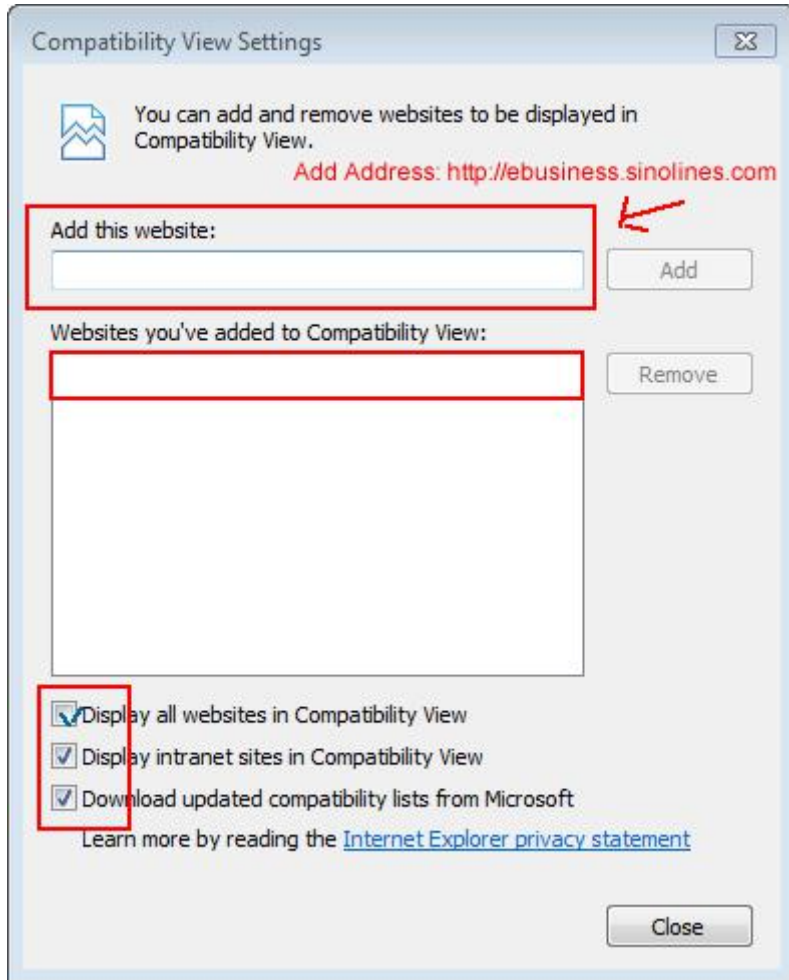 Compatibility View Settings
You can add and remove websites to be displayed in
Compatibility View.
Add Address: http://ebusiness.sinolines.com
Add this website:
Add
Websites you've added to Compatibility View:
Remove
Display all websites in Compatibility View
Display intranet sites in Compatibility View
Download updated compatibility lists from Microsoft
Learn more by reading the Internet Explorer privacy statement
Close